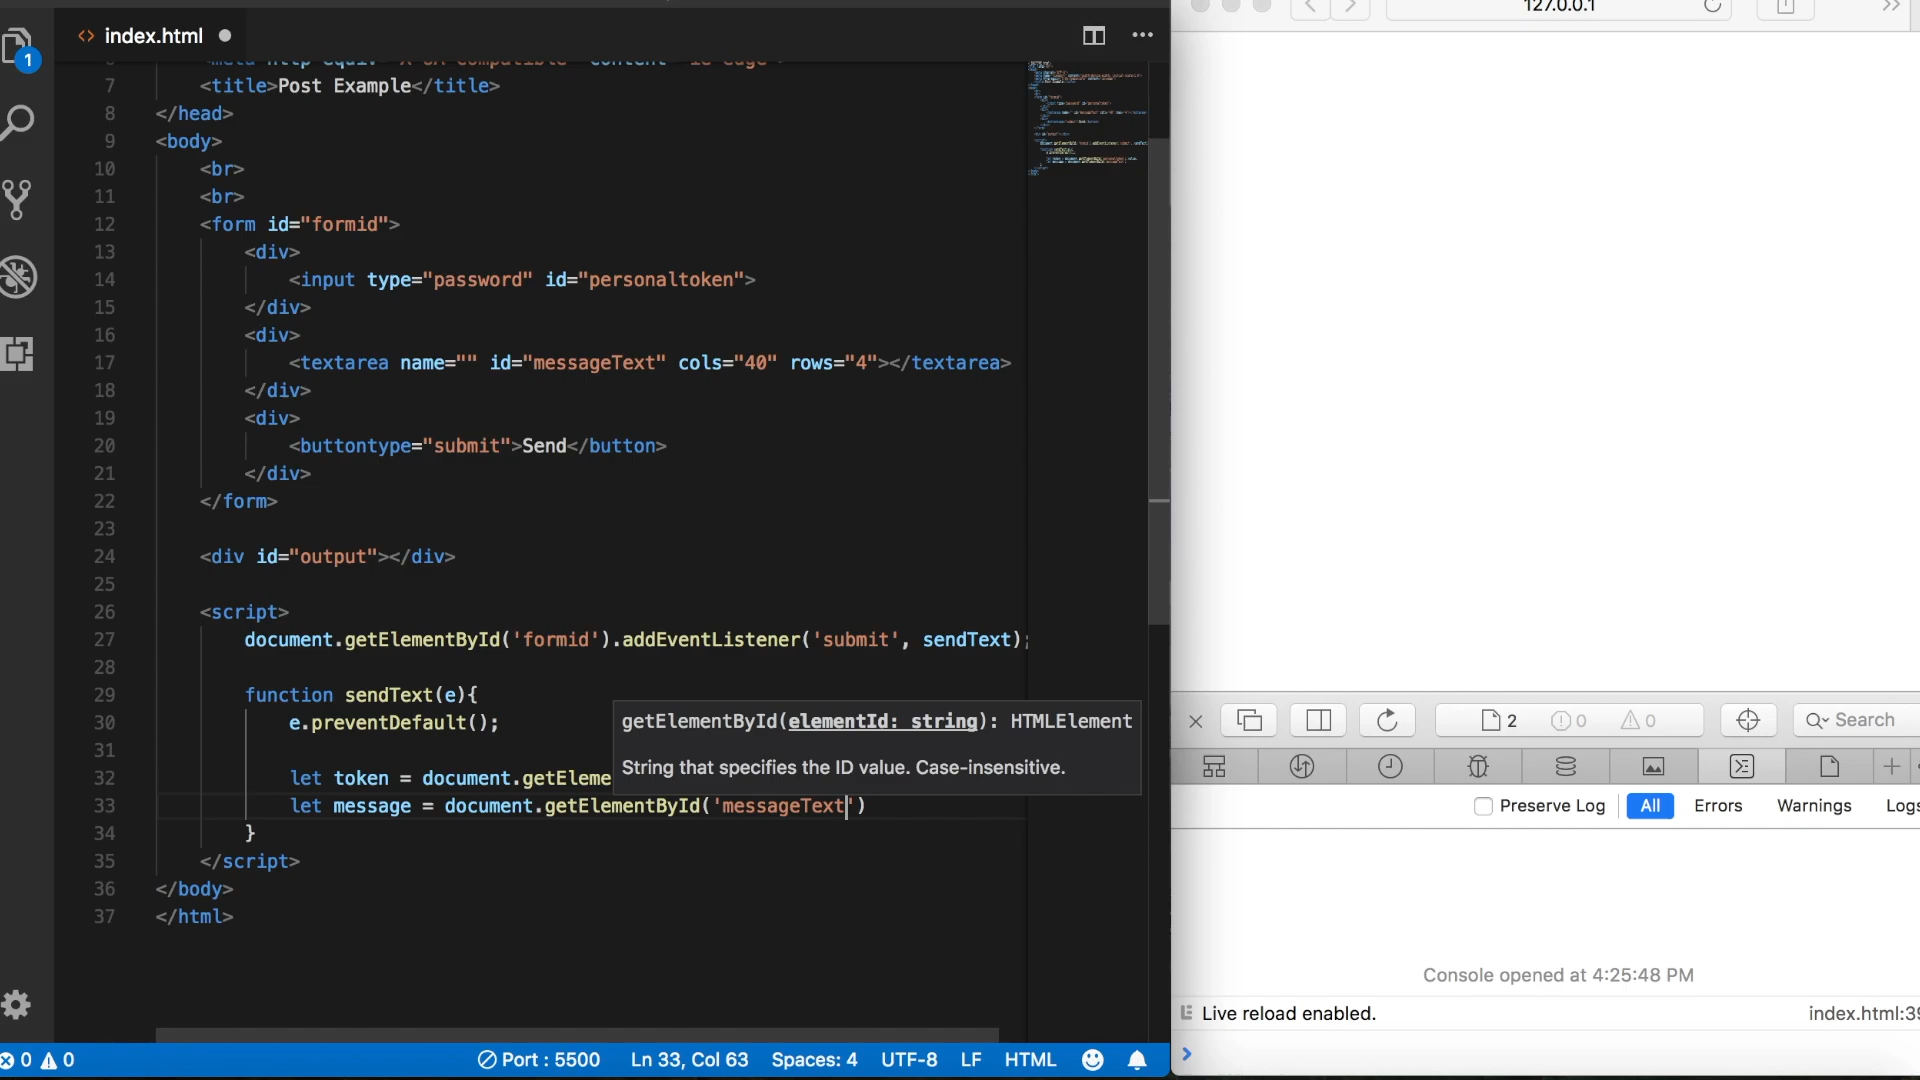 127.0.0.1
index.html
1
7 <title>Post Example</title>
8 </head>
9 <body>
10 <br>
11 <br>
12 <form id="formid">
13 <div>
14 <input type="password" id="personaltoken">
15 </div>
16 <div>
17 <textarea name="" id="messageText" cols="40" rows="4"></textarea>
18 </div>
19 <div>
20 <buttontype="submit">Send</button>
21 </div>
22 </form>
23
24 <div id="output"></div>
25
26 <script>
27 document.getElementById('formid').addEventListener('submit', sendText);
28
29 function sendText(e){
30 e.preventDefault();
31
32 let token = document.getEleme
getElementById(elementId: string): HTMLElement
String that specifies the ID value. Case-insensitive.
33 let message = document.getElementById('messageText')
34 }
35 </script>
36 </body>
37 </html>
0 0
Port : 5500 Ln 33, Col 63 Spaces: 4 UTF-8 LF HTML
2 0 0 Search
Preserve Log All Errors Warnings Logs
Console opened at 4:25:48 PM
Live reload enabled. index.html:39